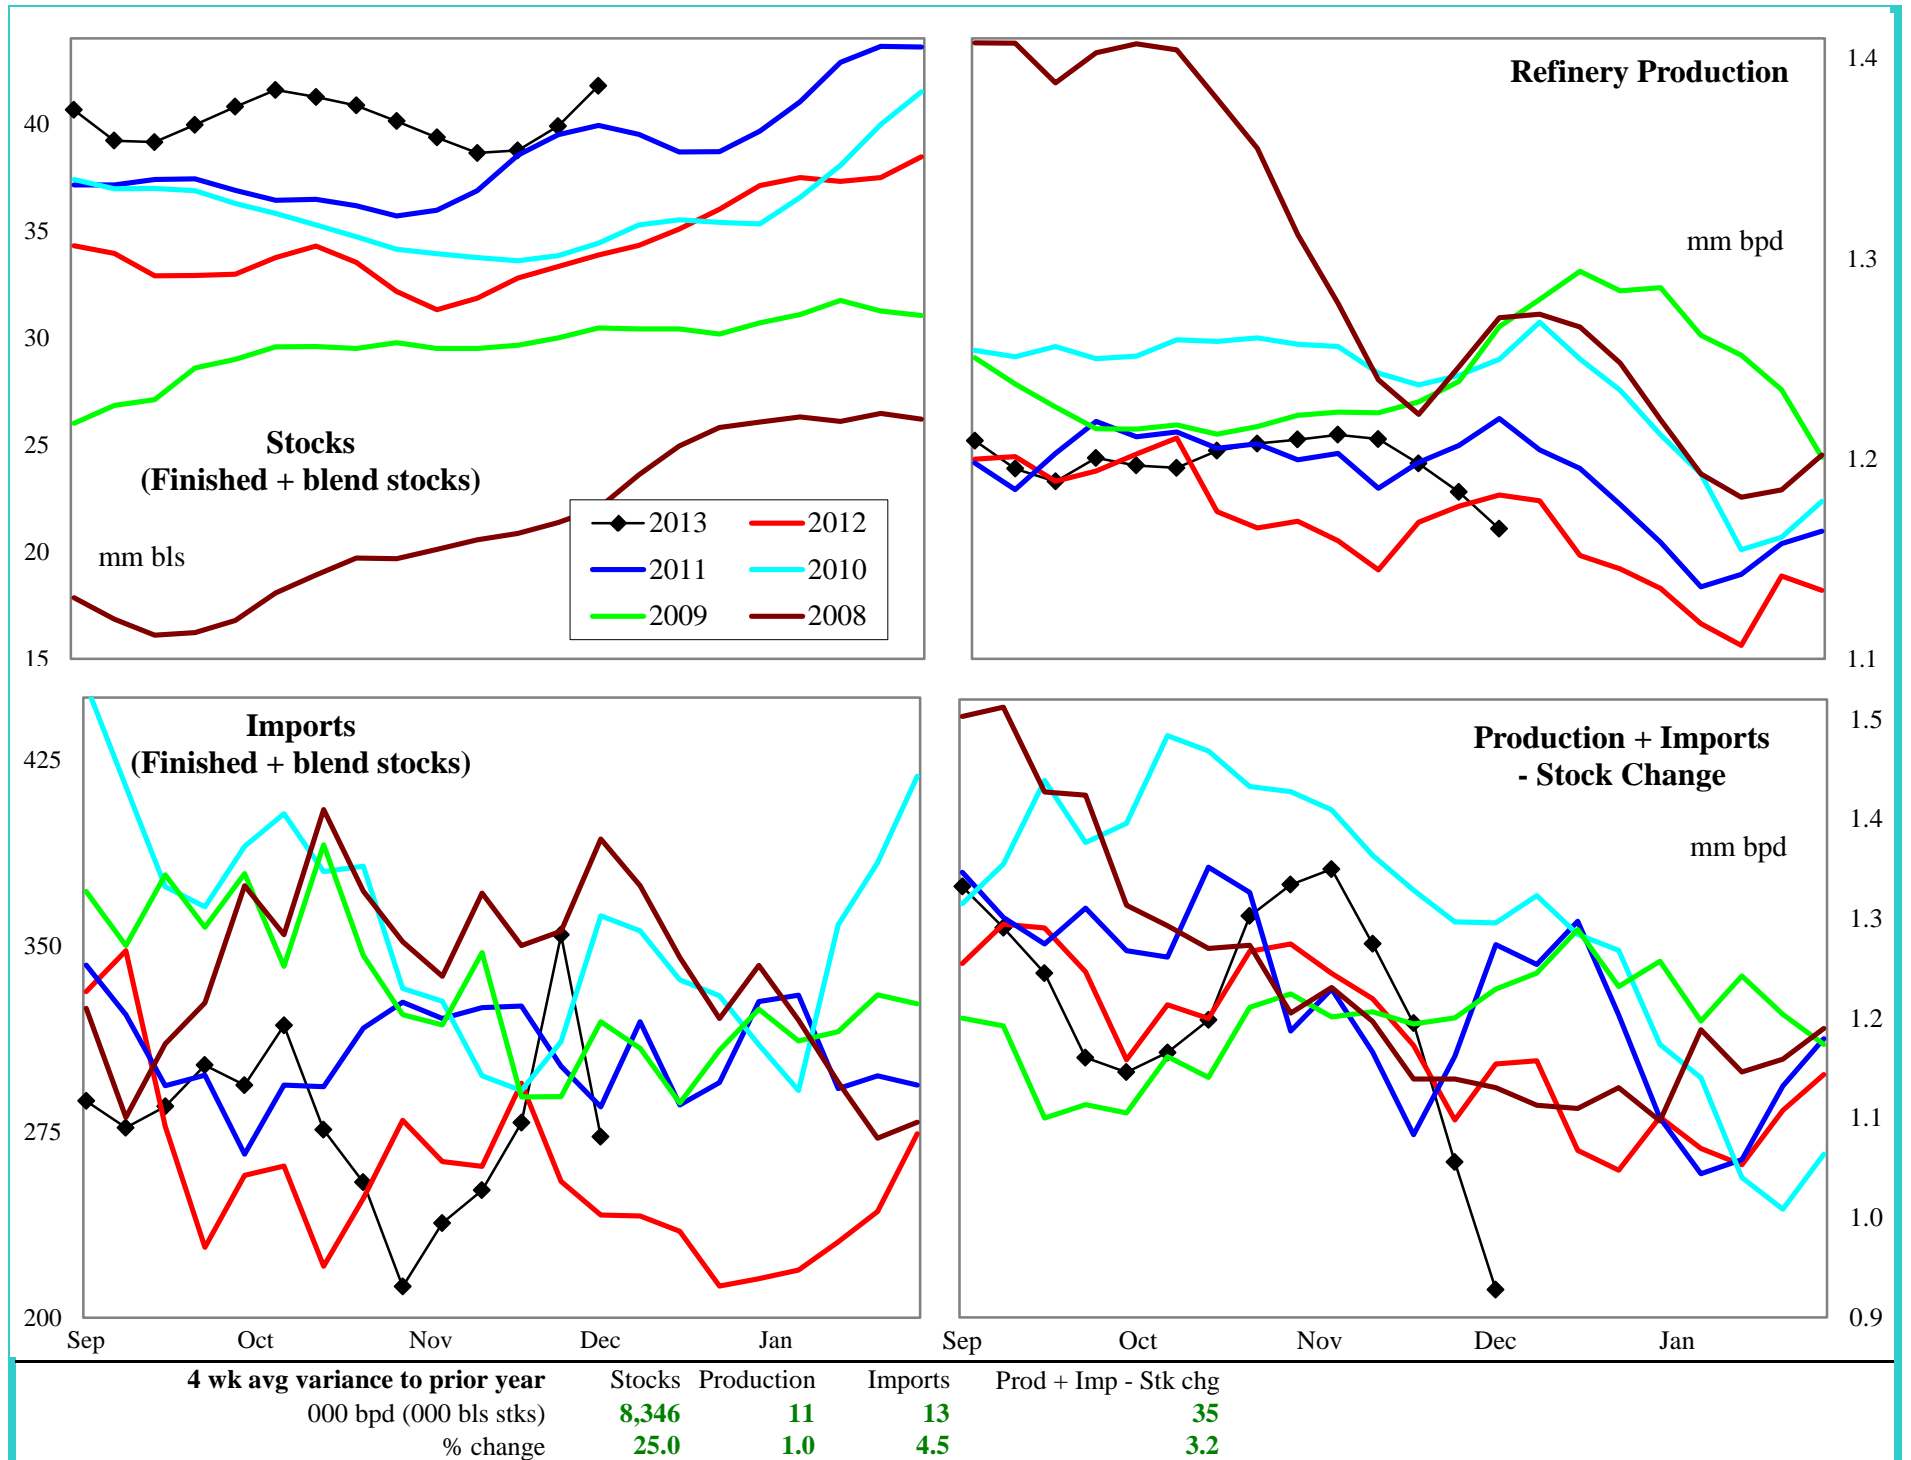 40
35
30
25
20
15
Stocks
(Finished + blend stocks)
mm bls
2013
2012
2011
2010
2009
2008
Refinery Production
mm bpd
1.4
1.3
1.2
1.1
Imports
(Finished + blend stocks)
425
350
275
200
Sep
Oct
Nov
Dec
Jan
Production + Imports
- Stock Change
mm bpd
1.5
1.4
1.3
1.2
1.1
1.0
0.9
Sep
Oct
Nov
Dec
Jan
4 wk avg variance to prior year Stocks Production Imports Prod + Imp - Stk chg
000 bpd (000 bls stks) 8,346 11 13 35
% change 25.0 1.0 4.5 3.2